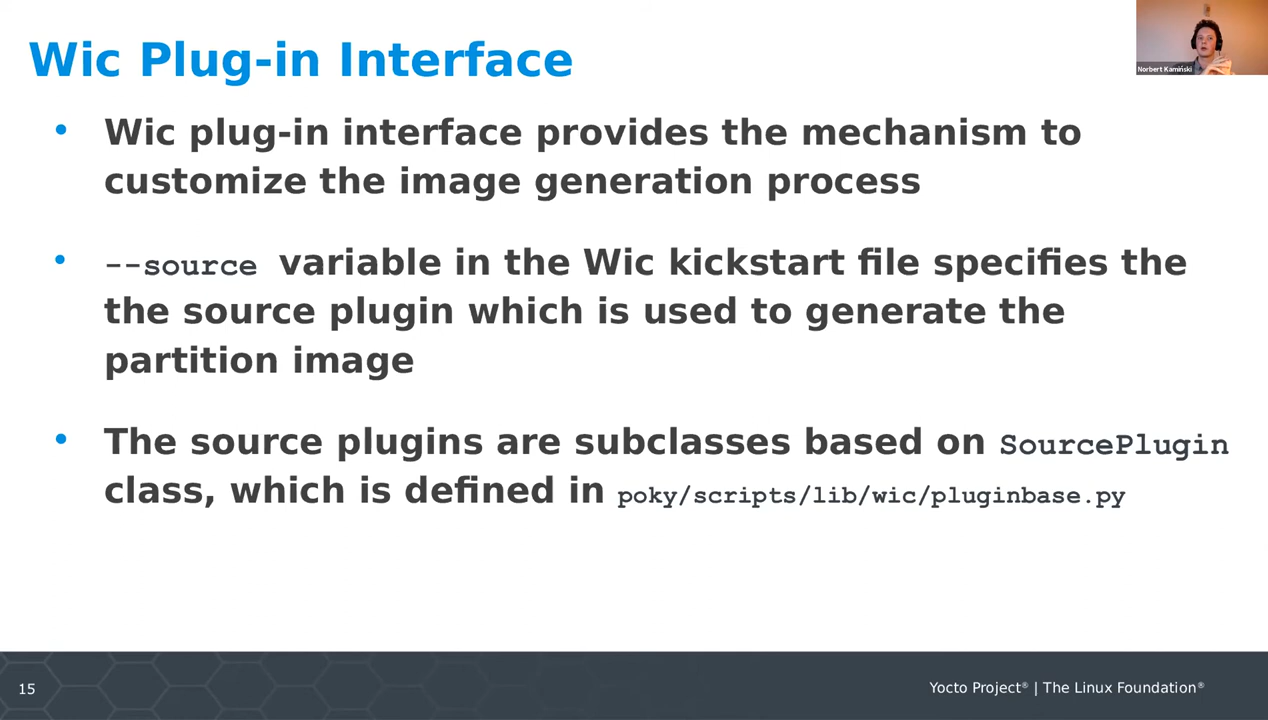 Wic Plug-in Interface
Norbert Kamiński
• Wic plug-in interface provides the mechanism to
customize the image generation process
• --source variable in the Wic kickstart file specifies the
the source plugin which is used to generate the
partition image
• The source plugins are subclasses based on SourcePlugin
class, which is defined in poky/scripts/lib/wic/pluginbase.py
15
Yocto Project® | The Linux Foundation®